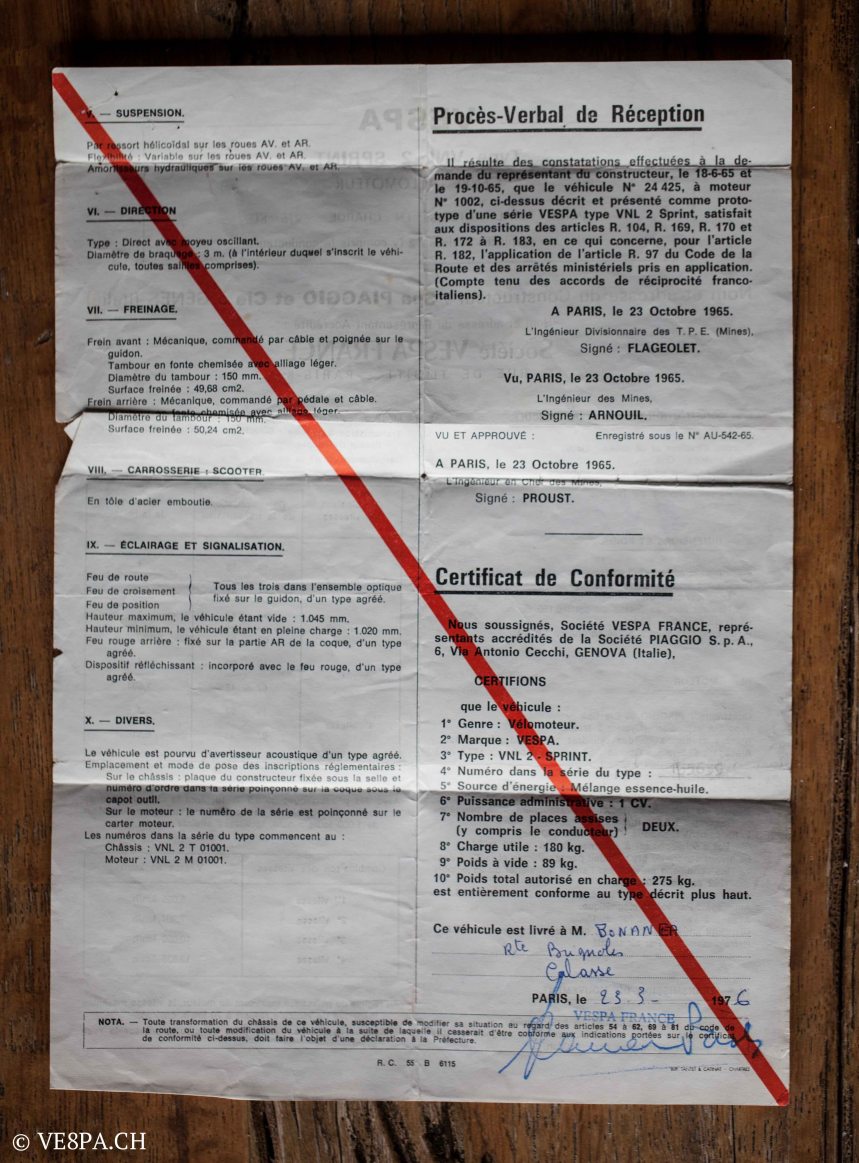 V. — SUSPENSION.
Par ressort hélicoïdal sur les roues AV. et AR.
Flexibilité : Variable sur les roues AV. et AR.
Amortisseurs hydrauliques sur les roues AV. et AR.
VI. — DIRECTION
Type : Direct avec moyeu oscillant.
Diamètre de braquage : 3 m. (à l'intérieur duquel s'inscrit le véhi-
cule, toutes saillies comprises).
VII. — FREINAGE.
Frein avant : Mécanique, commandé par câble et poignée sur le
guidon.
Tambour en fonte chemisée avec alliage léger.
Diamètre du tambour : 150 mm.
Surface freinée : 49,68 cm2.
Frein arrière : Mécanique, commandé par pédale et câble.
fonte chemisée avec alliage léger.
Diamètre du tambour : 150 mm.
Surface freinée : 50,24 cm2.
VIII. — CARROSSERIE : SCOOTER.
En tôle d'acier emboutie.
IX. — ÉCLAIRAGE ET SIGNALISATION.
Feu de route
Feu de croisement
Feu de position
Tous les trois dans l'ensemble optique
fixé sur le guidon, d'un type agréé.
Hauteur maximum, le véhicule étant vide : 1.045 mm.
Hauteur minimum, le véhicule étant en pleine charge : 1.020 mm.
Feu rouge arrière : fixé sur la partie AR de la coque, d'un type
agréé.
Dispositif réfléchissant : incorporé avec le feu rouge, d'un type
agréé.
X. — DIVERS.
Le véhicule est pourvu d'avertisseur acoustique d'un type agréé.
Emplacement et mode de pose des inscriptions réglementaires :
Sur le châssis : plaque du constructeur fixée sous la selle et
numéro d'ordre dans la série poinçonné sur la coque sous le
capot outil.
Sur le moteur : le numéro de la série est poinçonné sur le
carter moteur.
Les numéros dans la série du type commencent au :
Châssis : VNL 2 T 01001.
Moteur : VNL 2 M 01001.
Procès-Verbal de Réception
Il résulte des constatations effectuées à la de-
mande du représentant du constructeur, le 18-6-65 et
le 19-10-65, que le véhicule N° 24 425, à moteur
N° 1002, ci-dessus décrit et présenté comme proto-
type d'une série VESPA type VNL 2 Sprint, satisfait
aux dispositions des articles R. 104, R. 169, R. 170 et
R. 172 à R. 183, en ce qui concerne, pour l'article
R. 182, l'application de l'article R. 97 du Code de la
Route et des arrêtés ministériels pris en application.
(Compte tenu des accords de réciprocité franco-
italiens).
A PARIS, le 23 Octobre 1965.
L'Ingénieur Divisionnaire des T. P. E. (Mines),
Signé : FLAGEOLET.
Vu, PARIS, le 23 Octobre 1965.
L'Ingénieur des Mines,
Signé : ARNOUIL.
VU ET APPROUVÉ : Enregistré sous le N° AU-542-65.
A PARIS, le 23 Octobre 1965.
L'Ingénieur en Chef des Mines,
Signé : PROUST.
Certificat de Conformité
Nous soussignés, Société VESPA FRANCE, repré-
sentants accrédités de la Société PIAGGIO S. p. A.,
6, Via Antonio Cecchi, GENOVA (Italie),
CERTIFIONS
que le véhicule :
1° Genre : Vélomoteur.
2° Marque : VESPA.
3° Type : VNL 2 - SPRINT.
4° Numéro dans la série du type :
5° Source d'énergie : Mélange essence-huile.
6° Puissance administrative : 1 CV.
7° Nombre de places assises
(y compris le conducteur)
DEUX.
8° Charge utile : 180 kg.
9° Poids à vide : 89 kg.
10° Poids total autorisé en charge : 275 kg.
est entièrement conforme au type décrit plus haut.
Ce véhicule est livré à M. BONANER
Rte
PARIS, le 23 3 - 1976
VESPA FRANCE
NOTA. — Toute transformation du châssis de ce véhicule, susceptible de modifier sa situation au regard des articles 54 à 62, 69 à 81 du code de
la route, ou toute modification du véhicule à la suite de laquelle il cesserait d'être conforme aux indications portées sur le certificat
de conformité ci-dessus, doit faire l'objet d'une déclaration à la Préfecture.
R. C. 55 B 6115
© VE8PA.CH